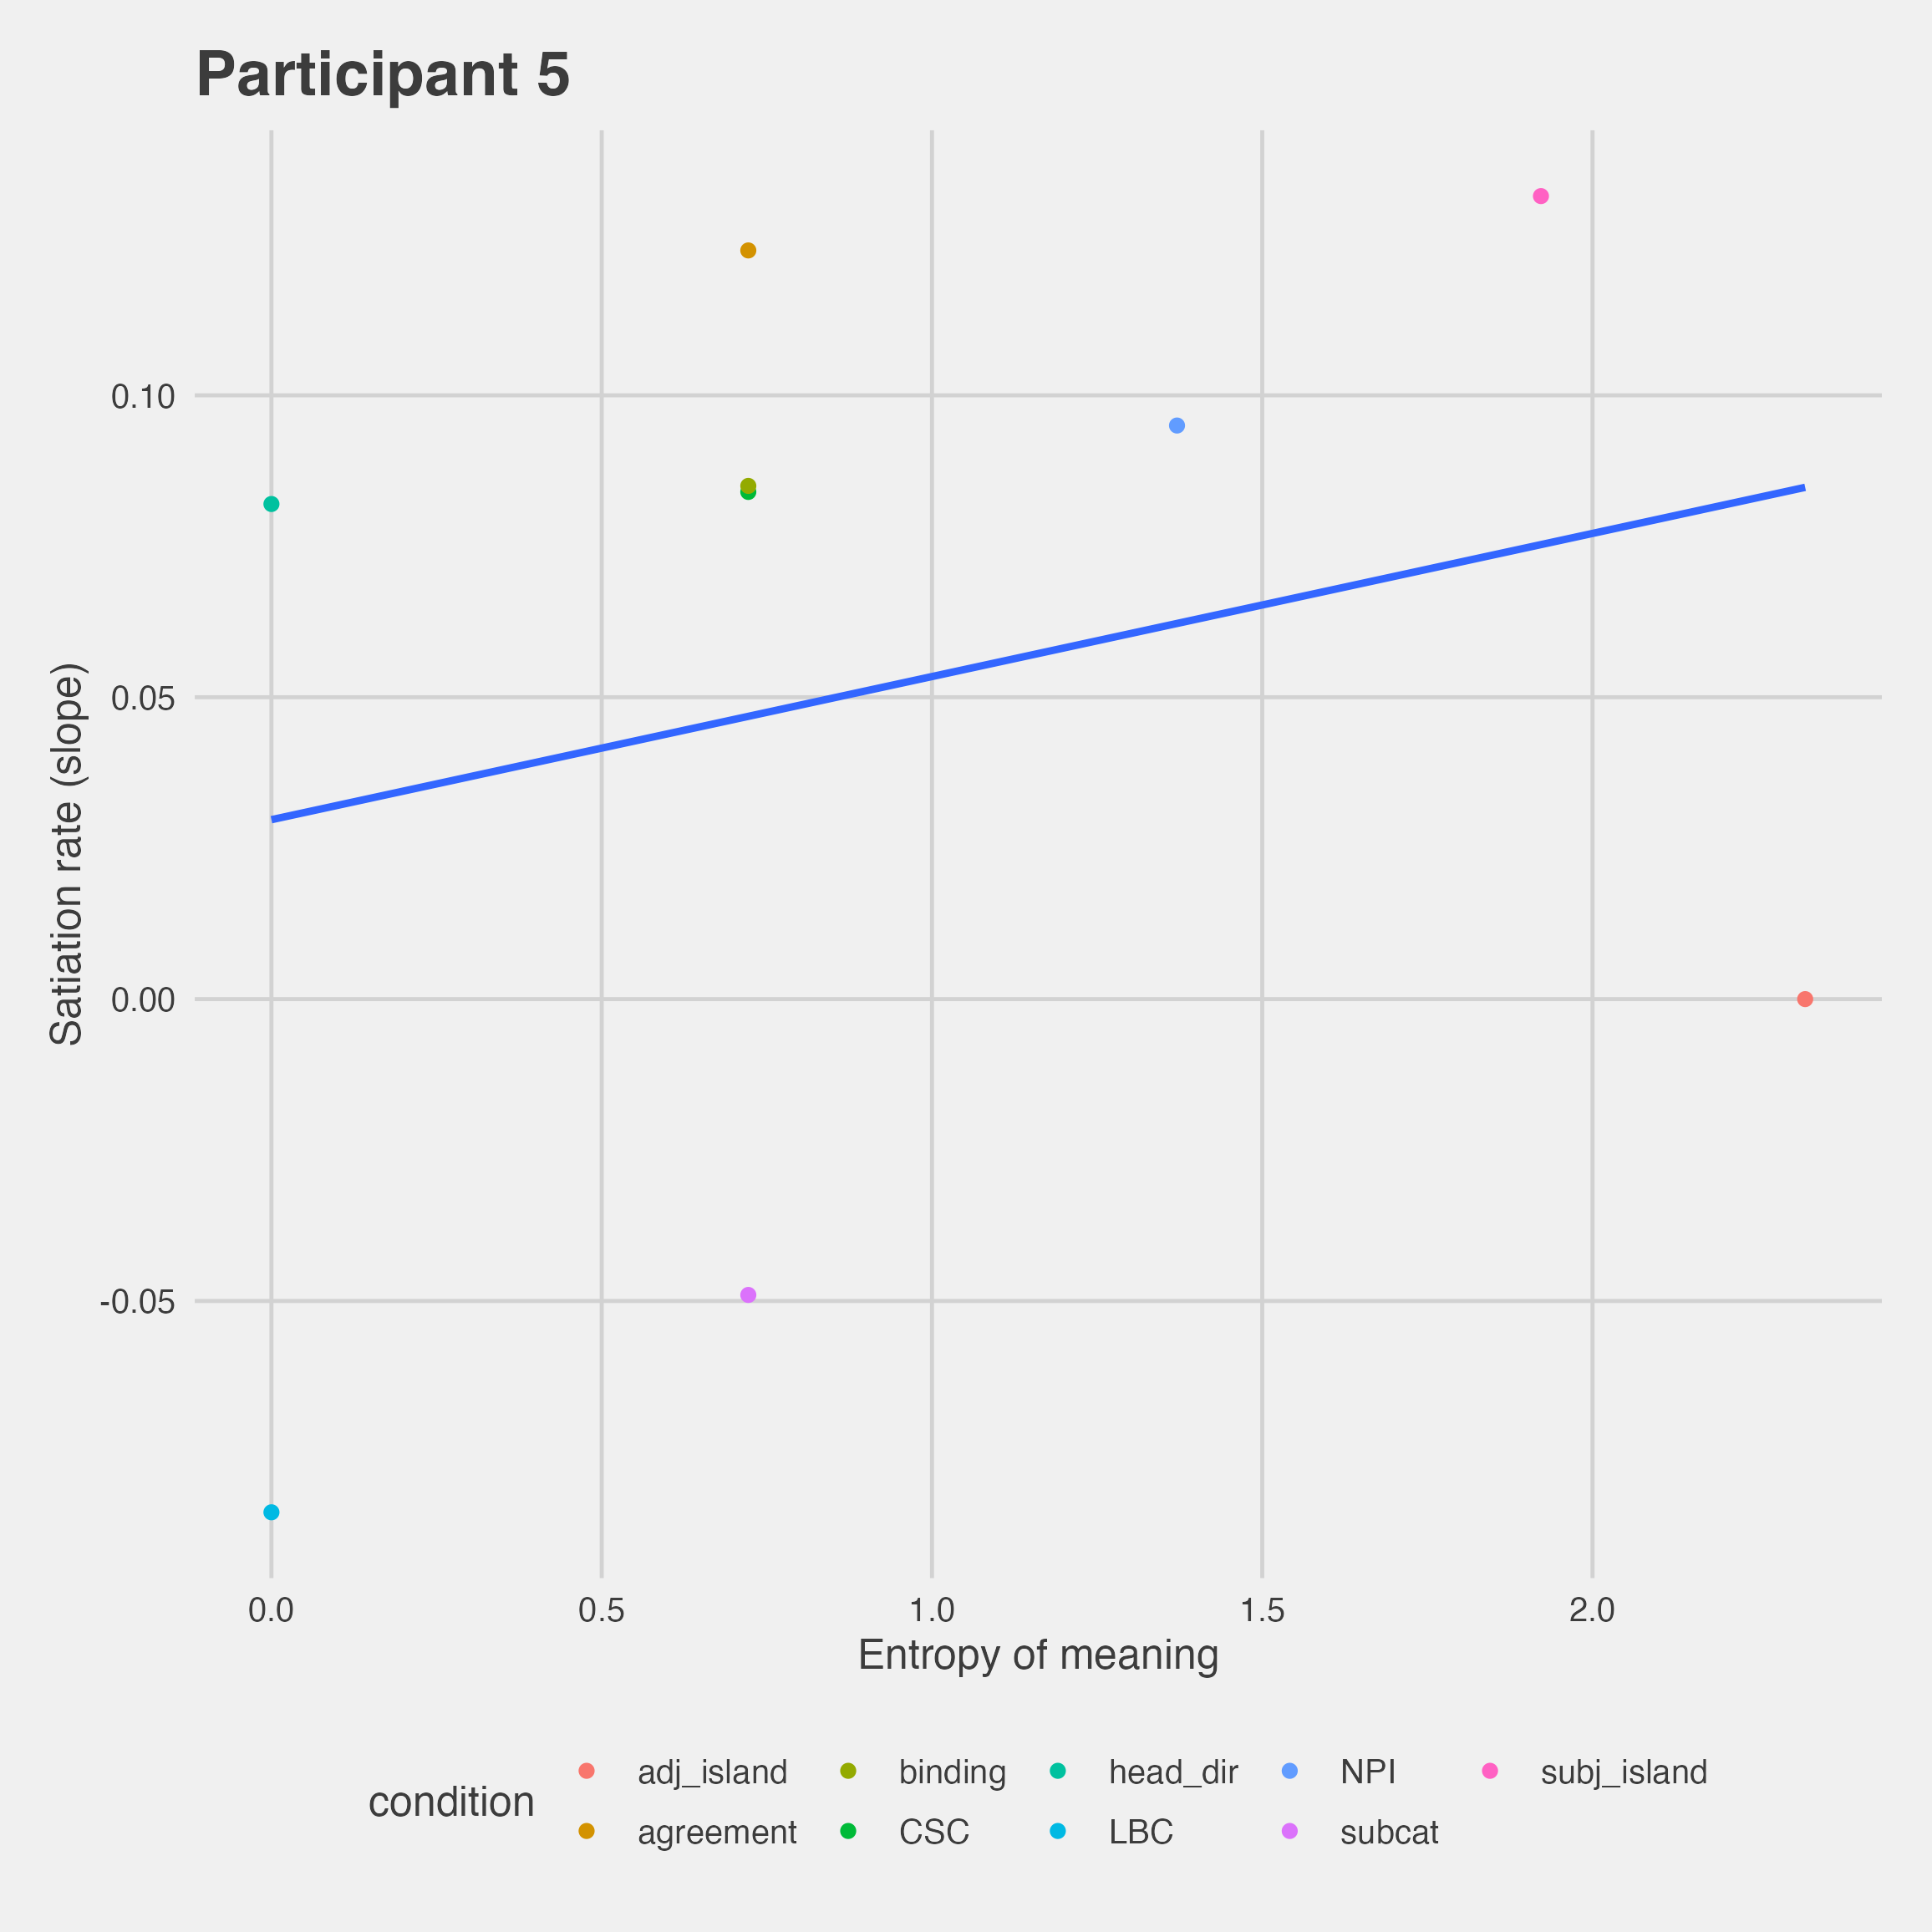 Participant 5
Satiation rate (slope)
0.10
0.05
0.00
-0.05
0.0 0.5 1.0 1.5 2.0
Entropy of meaning
condition
adj_island binding head_dir NPI subj_island
agreement CSC LBC subcat